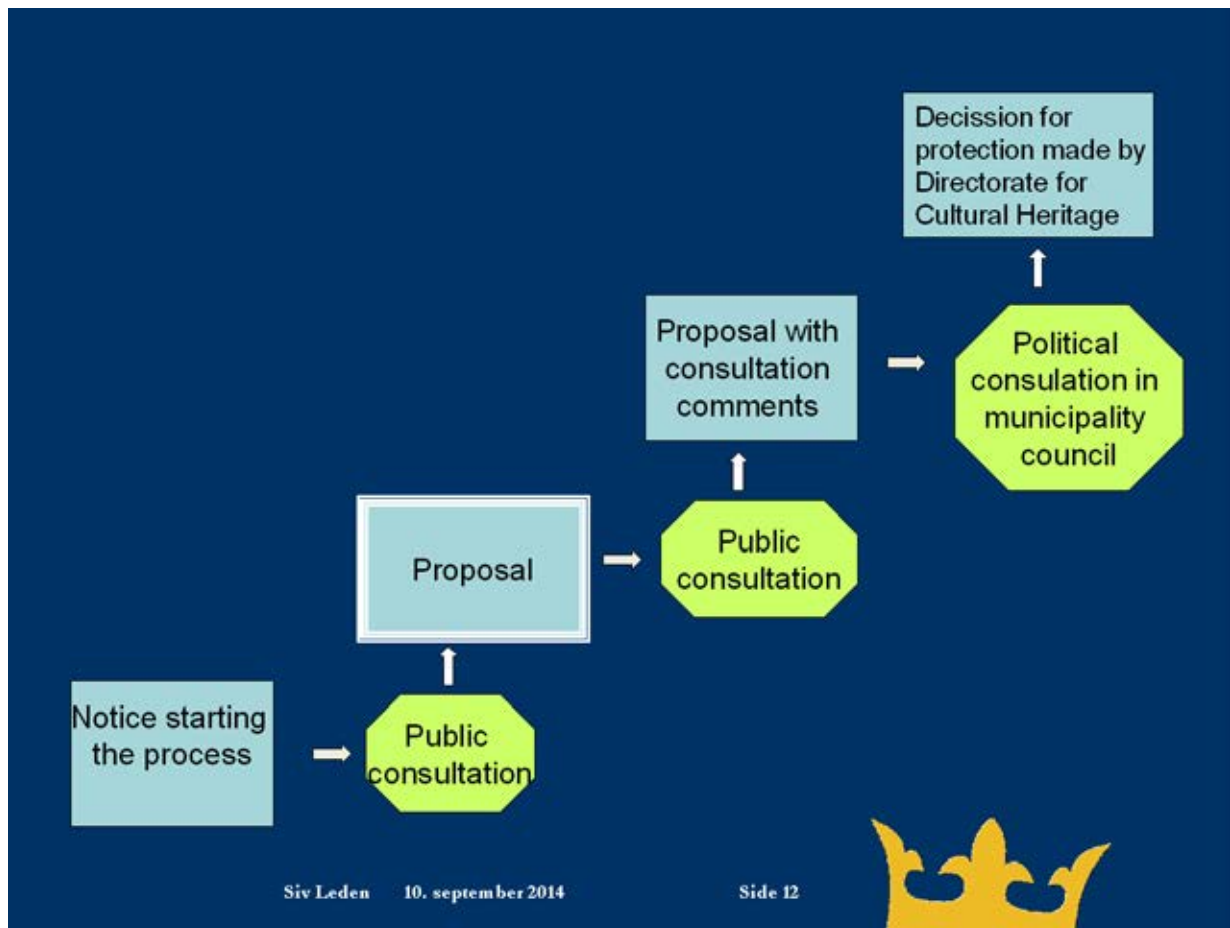 Decission for
protection made by
Directorate for
Cultural Heritage
Proposal with
consultation
comments
Political
consulation in
municipality
council
Proposal
Public
consultation
Notice starting
the process
Public
consultation
Siv Leden 10. september 2014 Side 12